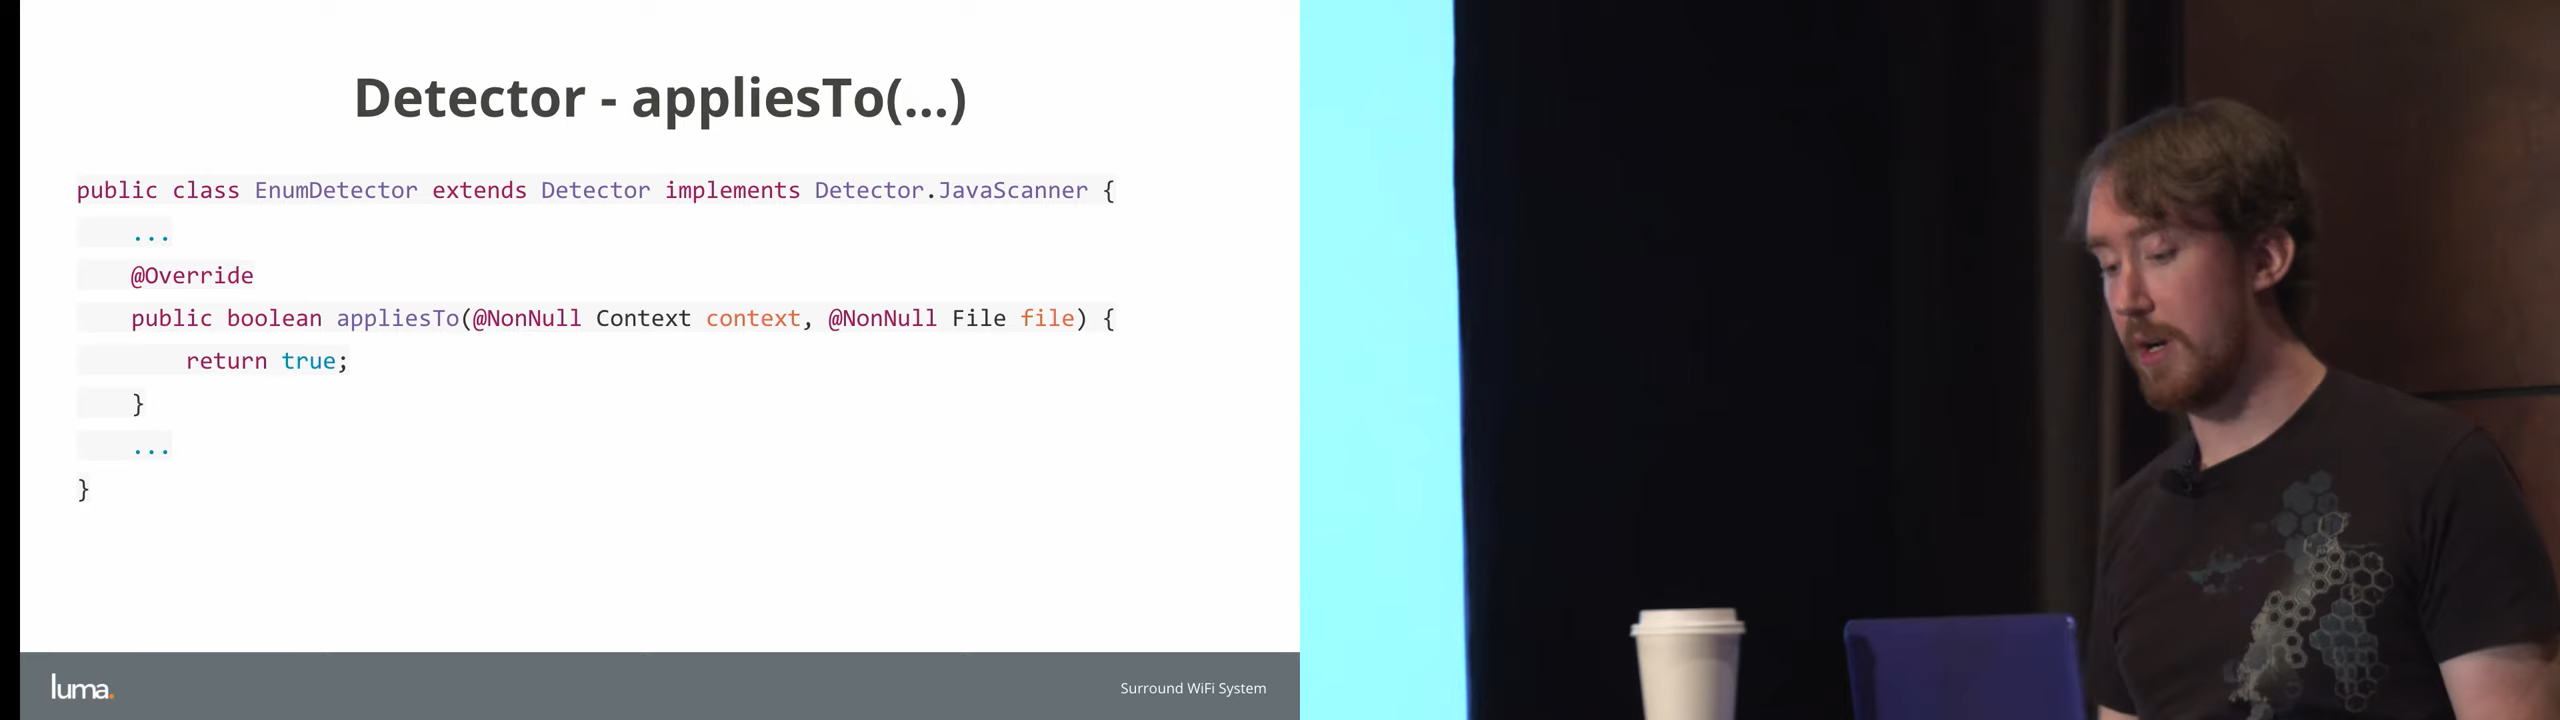 Detector - appliesTo(...)
public class EnumDetector extends Detector implements Detector.JavaScanner {
...
@Override
public boolean appliesTo(@NonNull Context context, @NonNull File file) {
return true;
}
...
}
luma.
Surround WiFi System